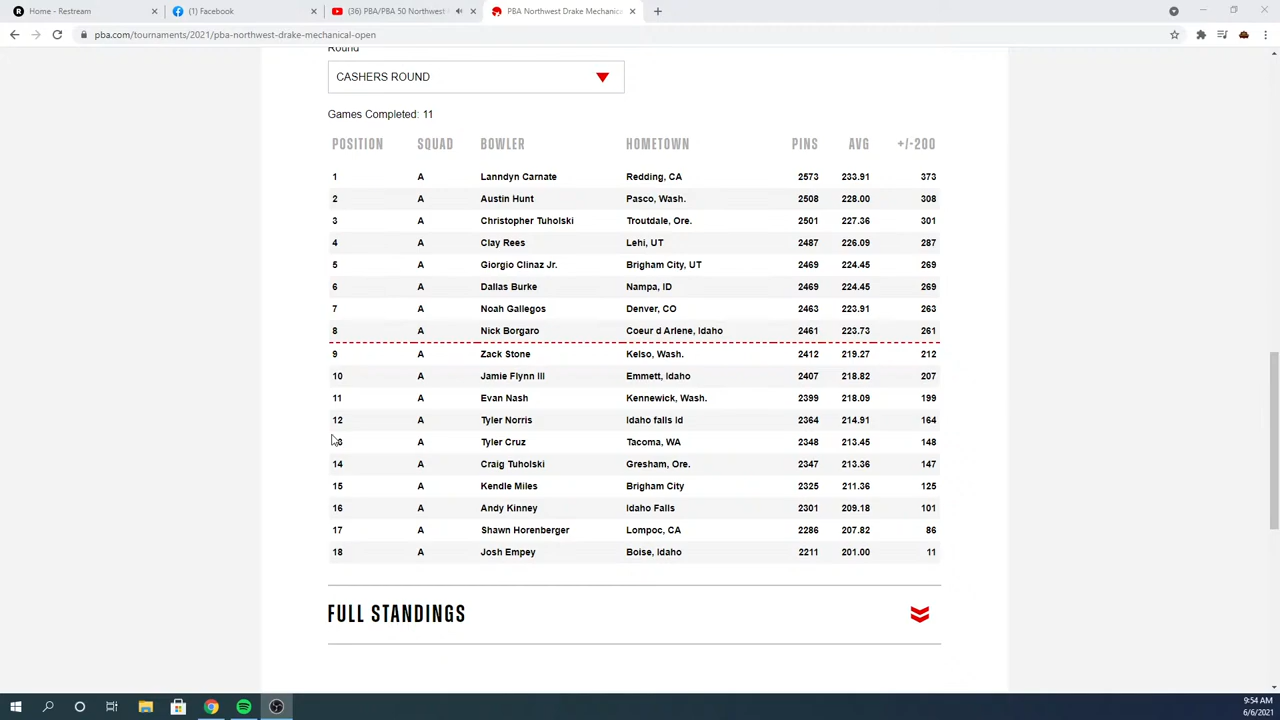 Home - Restream
(1) Facebook
(36) PBA/PBA 50 Northwest
PBA Northwest Drake Mechanic
pba.com/tournaments/2021/pba-northwest-drake-mechanical-open
Round
CASHERS ROUND
Games Completed: 11
POSITION SQUAD BOWLER HOMETOWN PINS AVG +/-200
1 A Lanndyn Carnate Redding, CA 2573 233.91 373
2 A Austin Hunt Pasco, Wash. 2508 228.00 308
3 A Christopher Tuholski Troutdale, Ore. 2501 227.36 301
4 A Clay Rees Lehi, UT 2487 226.09 287
5 A Giorgio Clinaz Jr. Brigham City, UT 2469 224.45 269
6 A Dallas Burke Nampa, ID 2469 224.45 269
7 A Noah Gallegos Denver, CO 2463 223.91 263
8 A Nick Borgaro Coeur d Arlene, Idaho 2461 223.73 261
9 A Zack Stone Kelso, Wash. 2412 219.27 212
10 A Jamie Flynn III Emmett, Idaho 2407 218.82 207
11 A Evan Nash Kennewick, Wash. 2399 218.09 199
12 A Tyler Norris Idaho falls Id 2364 214.91 164
13 A Tyler Cruz Tacoma, WA 2348 213.45 148
14 A Craig Tuholski Gresham, Ore. 2347 213.36 147
15 A Kendle Miles Brigham City 2325 211.36 125
16 A Andy Kinney Idaho Falls 2301 209.18 101
17 A Shawn Horenberger Lompoc, CA 2286 207.82 86
18 A Josh Empey Boise, Idaho 2211 201.00 11
FULL STANDINGS
9:54 AM
6/6/2021